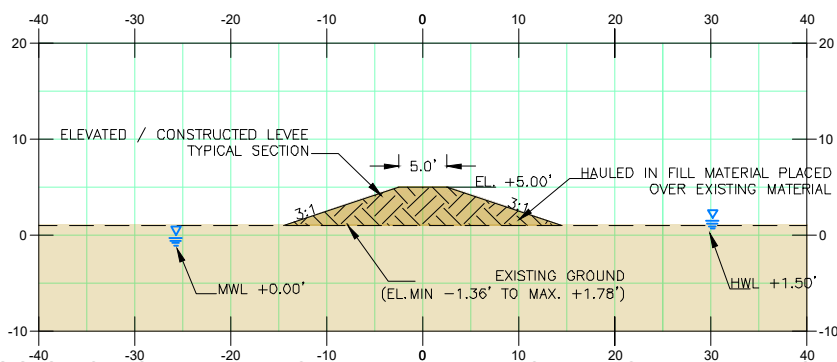 -40 -30 -20 -10 0 10 20 30 40
20 20
10 10
0 0
-10 -10
ELEVATED / CONSTRUCTED LEVEE
TYPICAL SECTION
5.0'
EL. +5.00'
HAULED IN FILL MATERIAL PLACED
OVER EXISTING MATERIAL
3:1
3:1
MWL +0.00'
EXISTING GROUND
(EL.MIN -1.36' TO MAX. +1.78')
HWL +1.50'
-40 -30 -20 -10 0 10 20 30 40